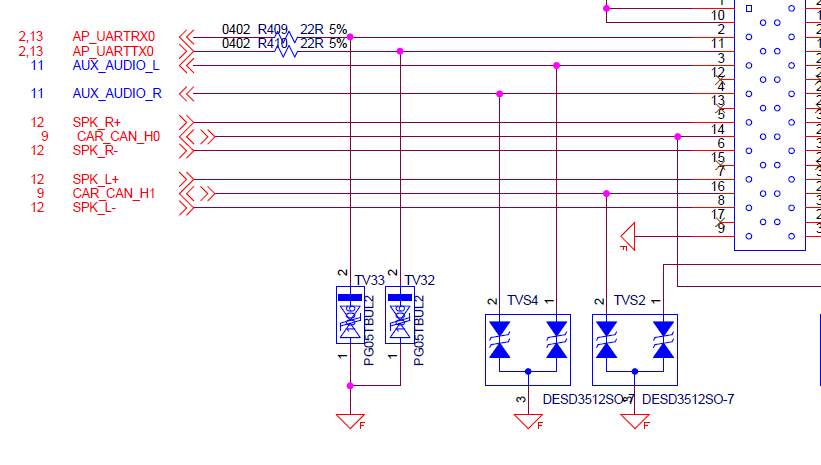 1
10
0402 R409 22R 5%
2,13 AP_UARTRX0 2
0402 R410 22R 5%
2,13 AP_UARTTX0 11
11 AUX_AUDIO_L 3
12
11 AUX_AUDIO_R 4
13
12 SPK_R+ 5
9 CAR_CAN_H0 14
12 SPK_R- 6
15
12 SPK_L+ 7
9 CAR_CAN_H1 16
12 SPK_L- 8
17
9
F
2 TV33 2 TV32
2 TVS4 1 2 TVS2 1
PG05TBUL2 PG05TBUL2
1 1
3 DESD3512SO-7 3 DESD3512SO-7
F F F